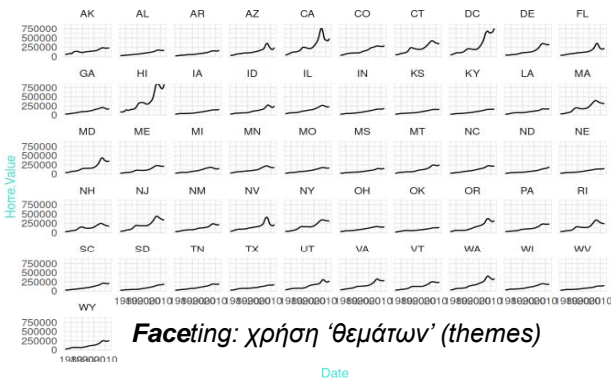 AK AL AR AZ CA CO CT DC DE FL
750000
500000
250000
0
GA HI IA ID IL IN KS KY LA MA
750000
500000
250000
0
MD ME MI MN MO MS MT NC ND NE
750000
500000
250000
0
NH NJ NM NV NY OH OK OR PA RI
750000
500000
250000
0
SC SD TN TX UT VA VT WA WI WV
750000
500000
250000
0
WY
750000
500000
250000
0
Home.Value
Faceting: χρήση ‘θεμάτων’ (themes)
Date